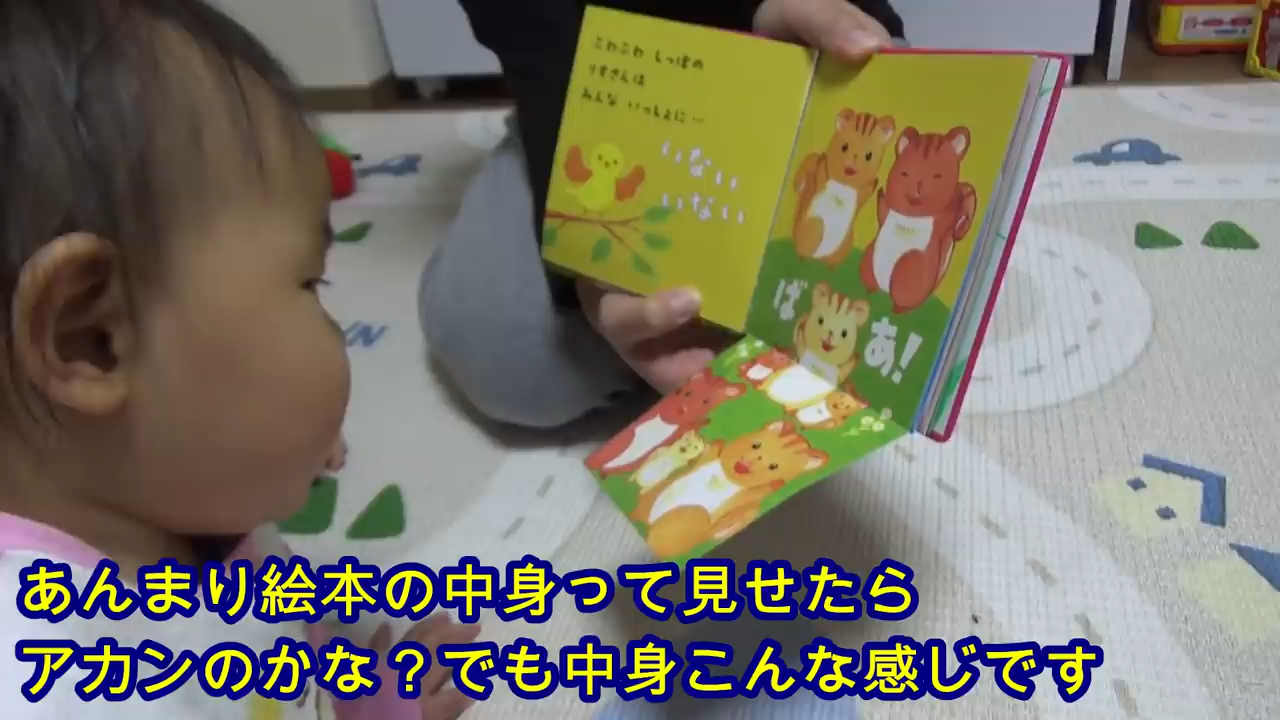 ふわふわ しっぽの
りすさんは
みんな いっしょに…
いない
いない
ばあ!
あんまり絵本の中身って見せたら
アカンのかな?でも中身こんな感じです